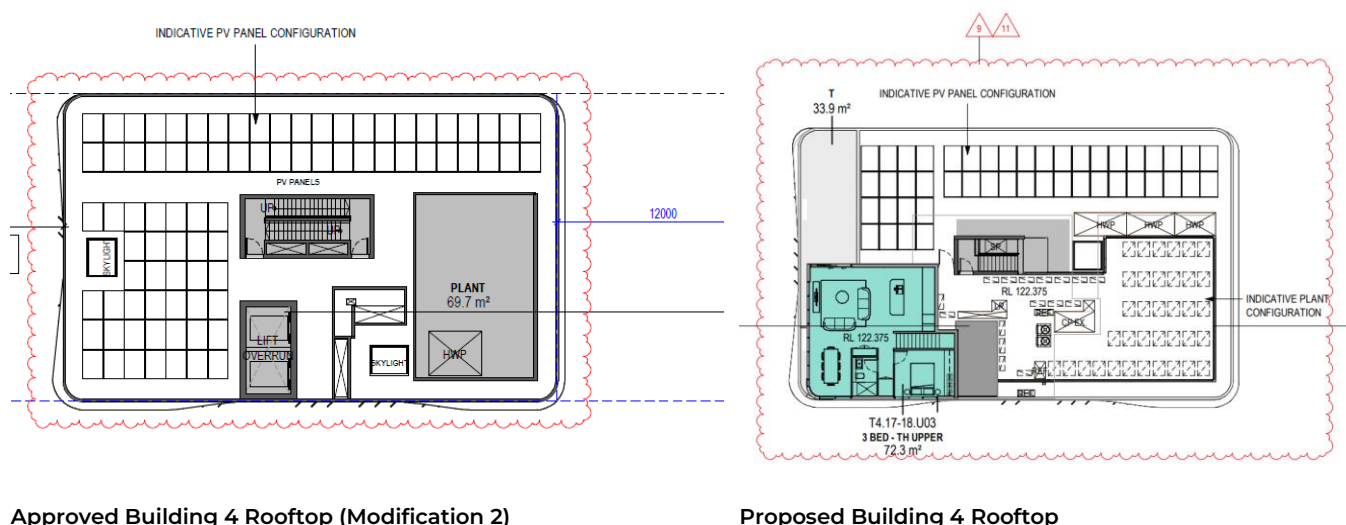 INDICATIVE PV PANEL CONFIGURATION
PV PANELS
UP
UP
12000
SKYLIGHT
PLANT
69.7 m²
LIFT
OVERRUN
SKYLIGHT
HWP
Approved Building 4 Rooftop (Modification 2)
9 11
T
33.9 m²
INDICATIVE PV PANEL CONFIGURATION
HWP HWP HWP
RL 122.375
INDICATIVE PLANT
CONFIGURATION
CP EX
RL 122.375
T4.17-18.U03
3 BED - TH UPPER
72.3 m²
Proposed Building 4 Rooftop